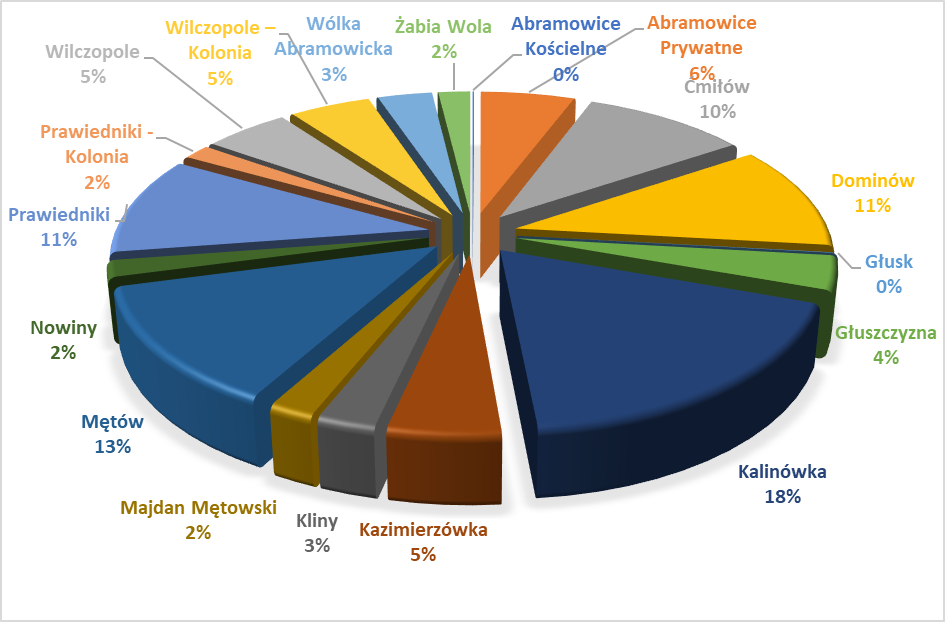 Abramowice
Kościelne
0%
Abramowice
Prywatne
6%
Ćmiłów
10%
Dominów
11%
Głusk
0%
Głuszczyzna
4%
Kalinówka
18%
Kazimierzówka
5%
Kliny
3%
Majdan Mętowski
2%
Mętów
13%
Nowiny
2%
Prawiedniki
11%
Prawiedniki -
Kolonia
2%
Wilczopole
5%
Wilczopole –
Kolonia
5%
Wólka
Abramowicka
3%
Żabia Wola
2%